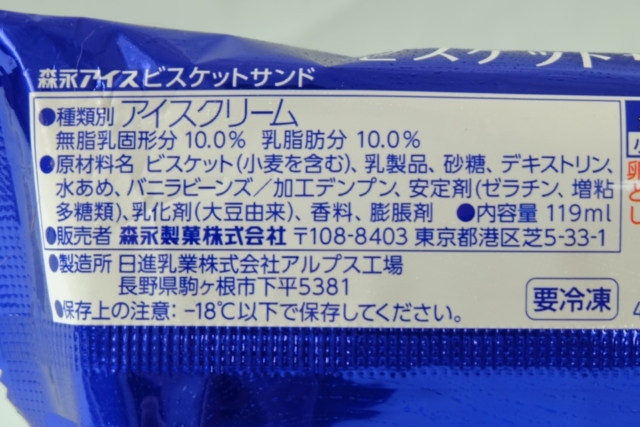 ビスケットサ
森永アイスビスケットサンド
●種類別 アイスクリーム
無脂乳固形分 10.0% 乳脂肪分 10.0%
●原材料名 ビスケット(小麦を含む)、乳製品、砂糖、デキストリン、
水あめ、バニラビーンズ/加工デンプン、安定剤(ゼラチン、増粘
多糖類)、乳化剤(大豆由来)、香料、膨脹剤 ●内容量 119ml
●販売者 森永製菓株式会社 〒108-8403 東京都港区芝5-33-1
●製造所 日進乳業株式会社アルプス工場
長野県駒ヶ根市下平5381
●保存上の注意: -18℃以下で保存してください。
要冷凍
卵
と
し